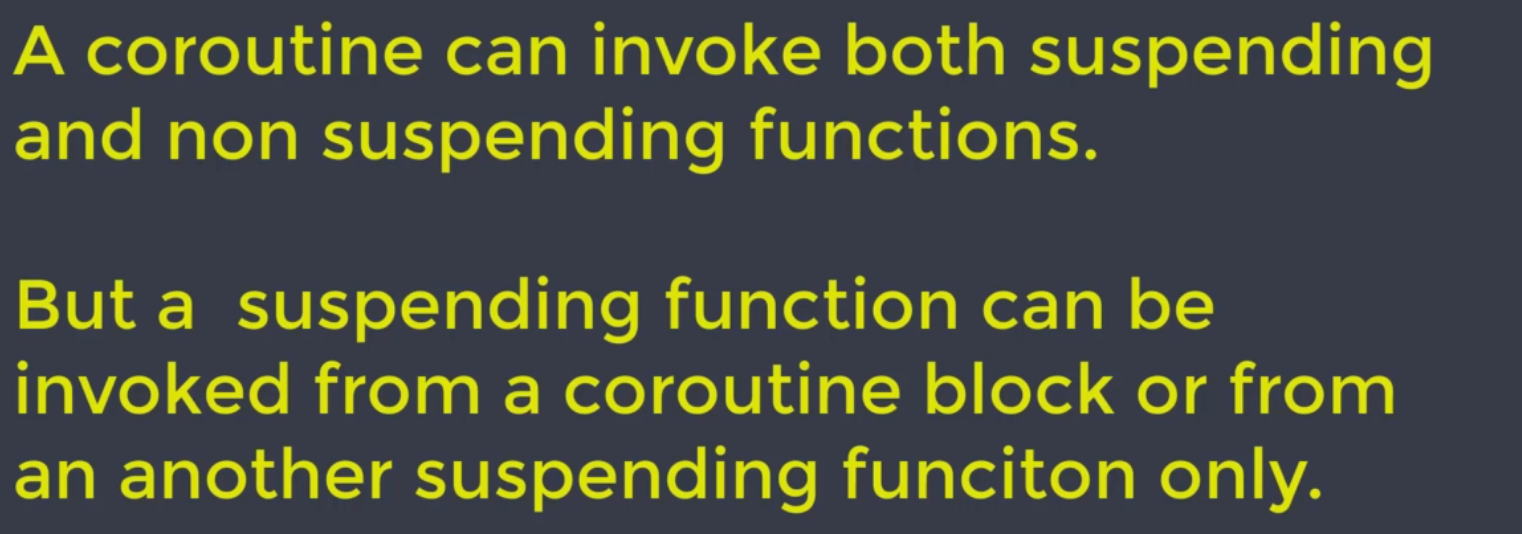 A coroutine can invoke both suspending
and non suspending functions.
But a  suspending function can be
invoked from a coroutine block or from
an another suspending funciton only.